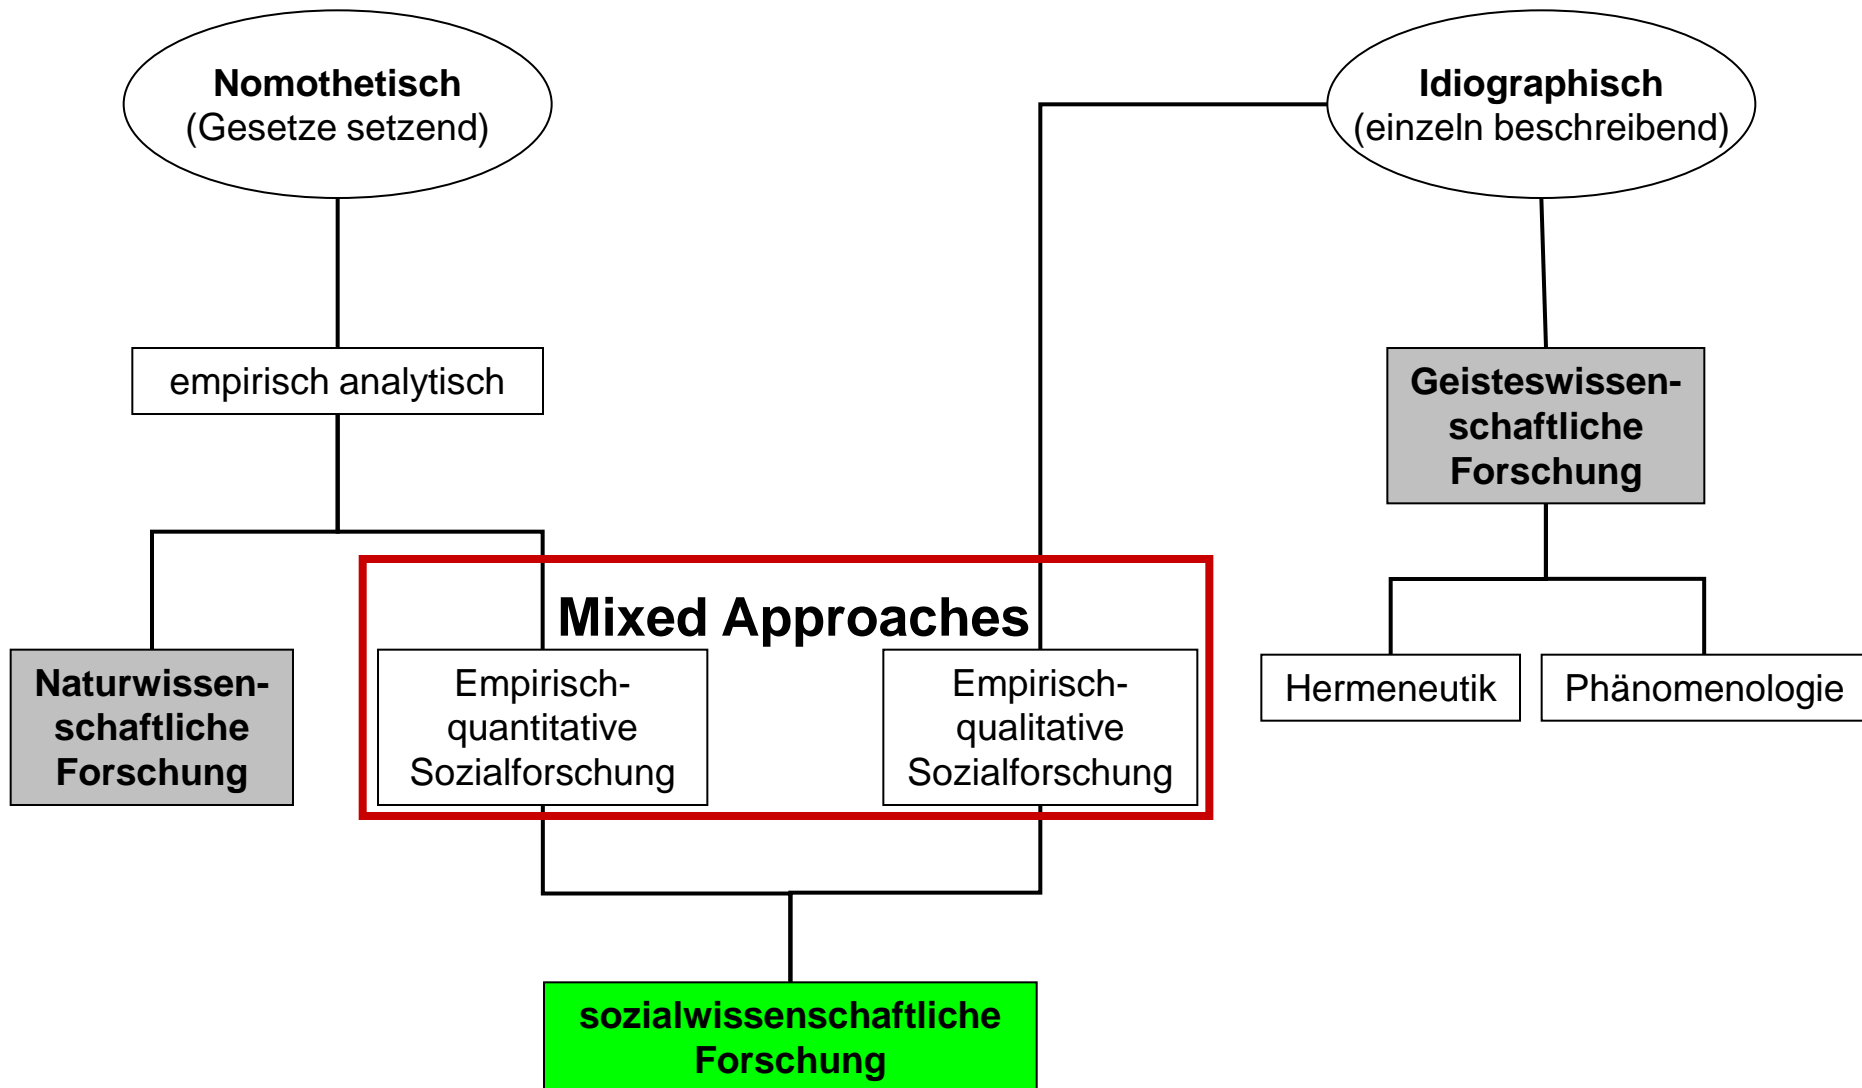 Nomothetisch
(Gesetze setzend)
Idiographisch
(einzeln beschreibend)
empirisch analytisch
Geisteswissen-
schaftliche
Forschung
Mixed Approaches
Naturwissen-
schaftliche
Forschung
Empirisch-
quantitative
Sozialforschung
Empirisch-
qualitative
Sozialforschung
Hermeneutik
Phänomenologie
sozialwissenschaftliche
Forschung